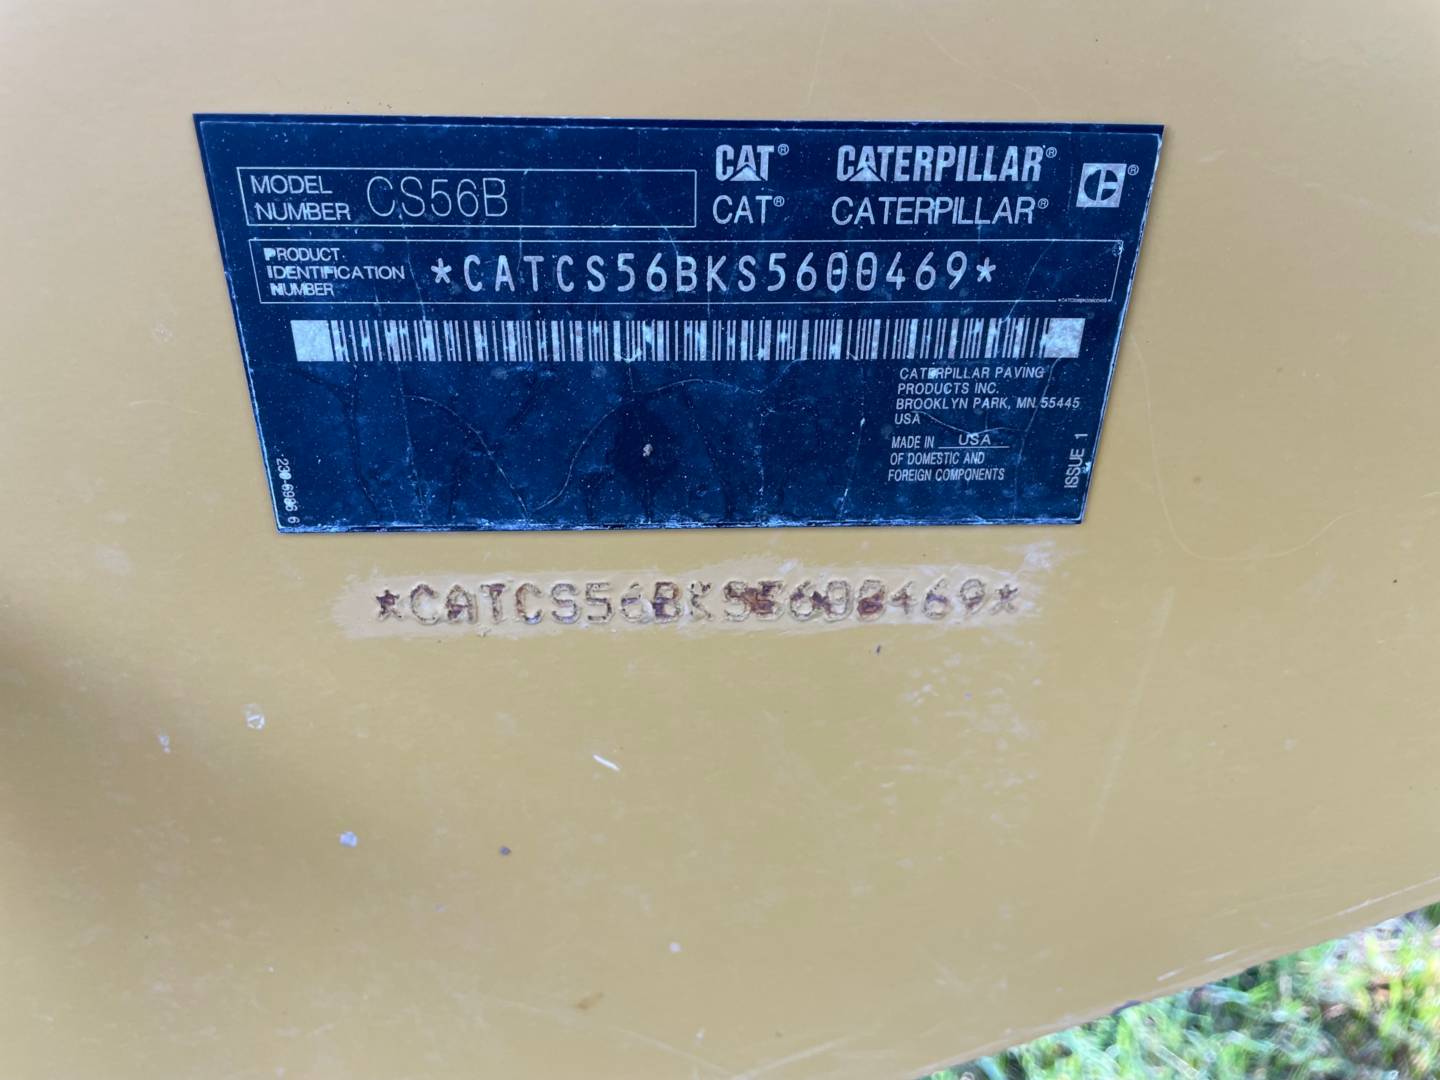 MODEL NUMBER CS56B
CAT® CATERPILLAR®
CAT® CATERPILLAR®
PRODUCT IDENTIFICATION NUMBER *CATCS56BKS5600469*
CATERPILLAR PAVING
PRODUCTS INC.
BROOKLYN PARK, MN 55445
USA
MADE IN USA
OF DOMESTIC AND
FOREIGN COMPONENTS
ISSUE 1
*CATCS56BKS5600469*